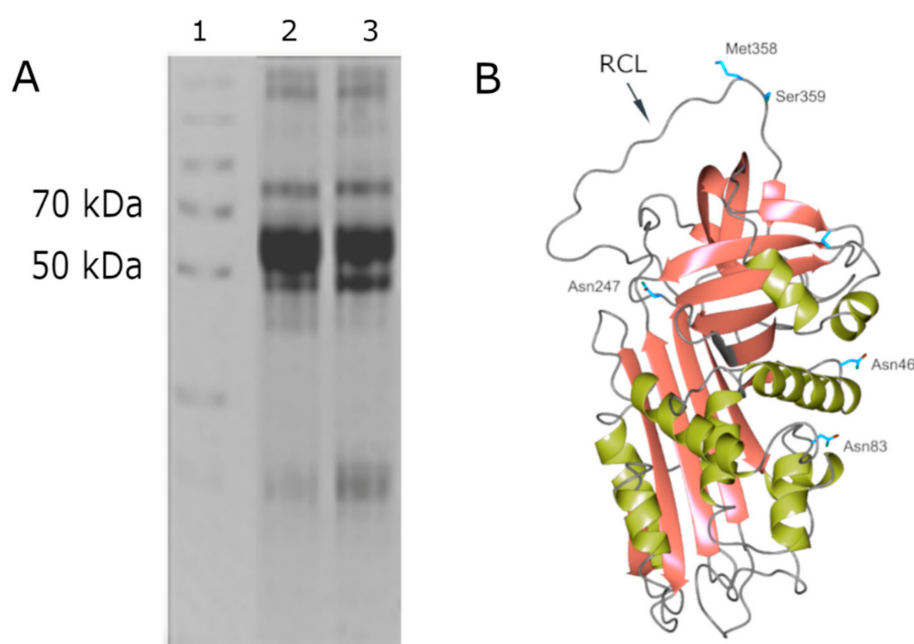 A
1 2 3
70 kDa
50 kDa
B
RCL
Met358
Ser359
Asn247
Asn46
Asn83